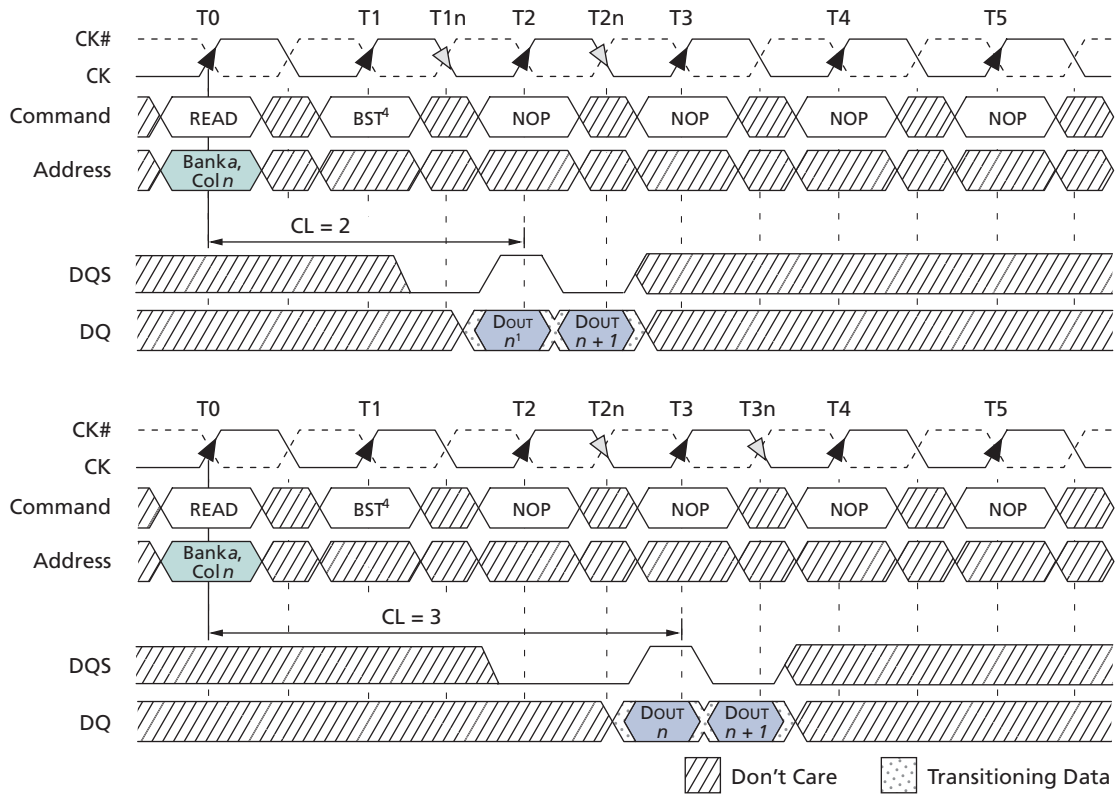 T0 T1 T1n T2 T2n T3 T4 T5
CK#
CK
Command READ BST4 NOP NOP NOP NOP
Address Banka,
Coln
CL = 2
DQS
DQ DOUT DOUT
n1 n + 1
T0 T1 T2 T2n T3 T3n T4 T5
CK#
CK
Command READ BST4 NOP NOP NOP NOP
Address Banka,
Coln
CL = 3
DQS
DQ DOUT DOUT
n n + 1
Don't Care Transitioning Data